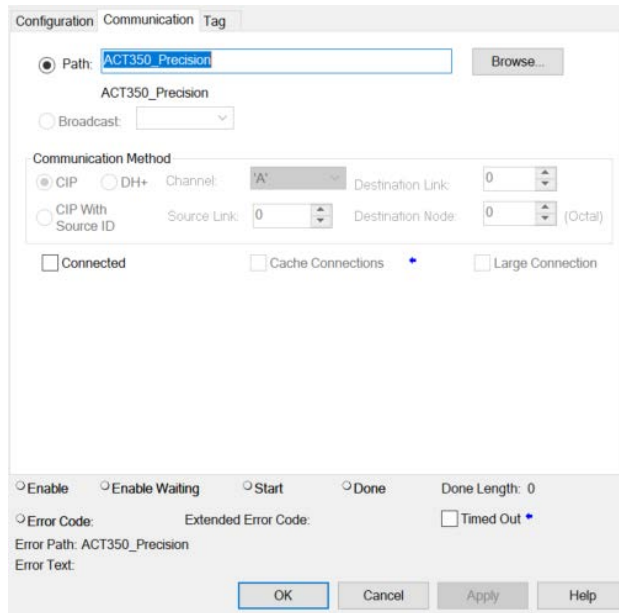 Configuration Communication Tag
Path: ACT350_Precision Browse...
ACT350_Precision
Broadcast:
Communication Method
CIP DH+ Channel: 'A' Destination Link: 0
CIP With Source ID Source Link: 0 Destination Node: 0 (Octal)
Connected Cache Connections Large Connection
Enable Enable Waiting Start Done Done Length: 0
Error Code: Extended Error Code: Timed Out
Error Path: ACT350_Precision
Error Text:
OK Cancel Apply Help